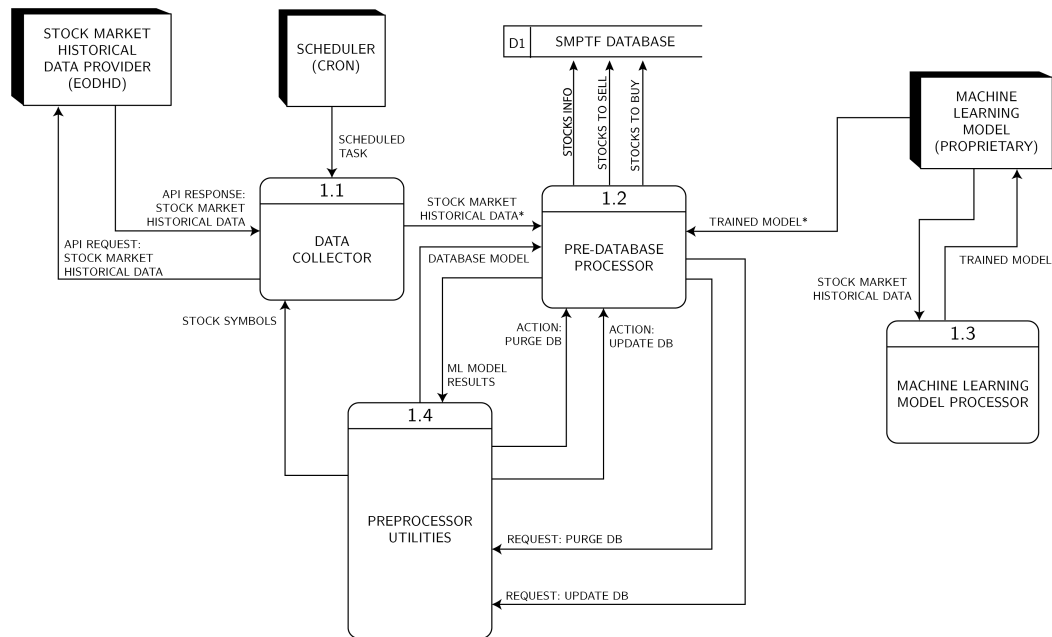 STOCK MARKET
HISTORICAL
DATA PROVIDER
(EODHD)
SCHEDULER
(CRON)
D1
SMPTF DATABASE
STOCKS INFO
STOCKS TO SELL
STOCKS TO BUY
MACHINE
LEARNING
MODEL
(PROPRIETARY)
SCHEDULED
TASK
API RESPONSE:
STOCK MARKET
HISTORICAL DATA
API REQUEST:
STOCK MARKET
HISTORICAL DATA
1.1
DATA
COLLECTOR
STOCK MARKET
HISTORICAL DATA*
DATABASE MODEL
1.2
PRE-DATABASE
PROCESSOR
TRAINED MODEL*
TRAINED MODEL
STOCK MARKET
HISTORICAL DATA
1.3
MACHINE LEARNING
MODEL PROCESSOR
STOCK SYMBOLS
ML MODEL
RESULTS
ACTION:
PURGE DB
ACTION:
UPDATE DB
1.4
PREPROCESSOR
UTILITIES
REQUEST: PURGE DB
REQUEST: UPDATE DB